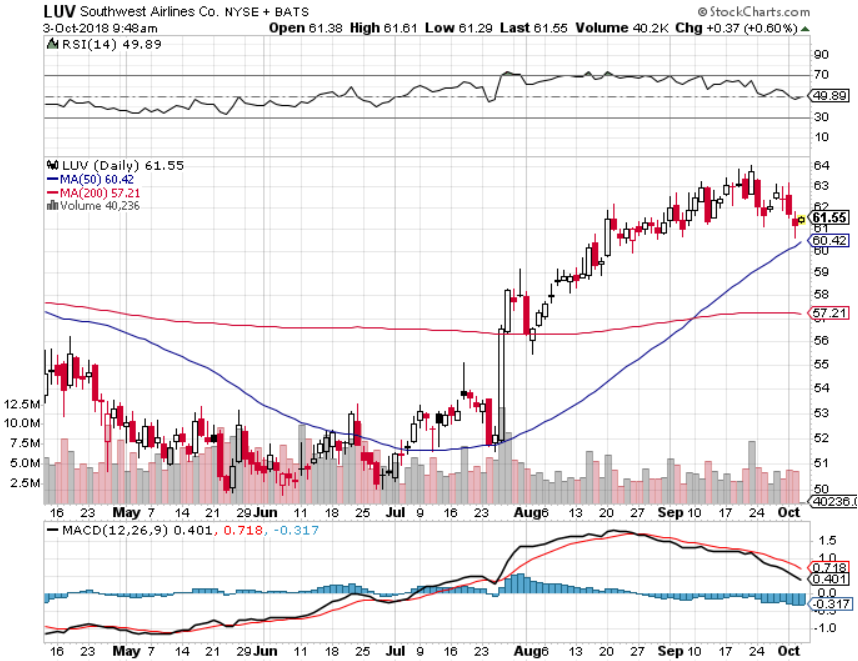 LUV Southwest Airlines Co. NYSE + BATS © StockCharts.com
3-Oct-2018 9:48am Open 61.38 High 61.61 Low 61.29 Last 61.55 Volume 40.2K Chg +0.37 (+0.60%)
RSI(14) 49.89
90
70
49.89
30
10
LUV (Daily) 61.55
MA(50) 60.42
MA(200) 57.21
Volume 40,236
64
63
62
61.55
61
60.42
60
59
58
57.21
56
55
54
53
52
51
50
12.5M
10.0M
7.5M
5.0M
2.5M
40236.0
16 23 May 7 14 21 29 Jun 11 18 25 Jul 9 16 23 Aug 6 13 20 27 Sep 10 17 24 Oct
MACD(12,26,9) 0.401, 0.718, -0.317
1.5
1.0
0.718
0.401
0.0
-0.317
-1.0
16 23 May 7 14 21 29 Jun 11 18 25 Jul 9 16 23 Aug 6 13 20 27 Sep 10 17 24 Oct